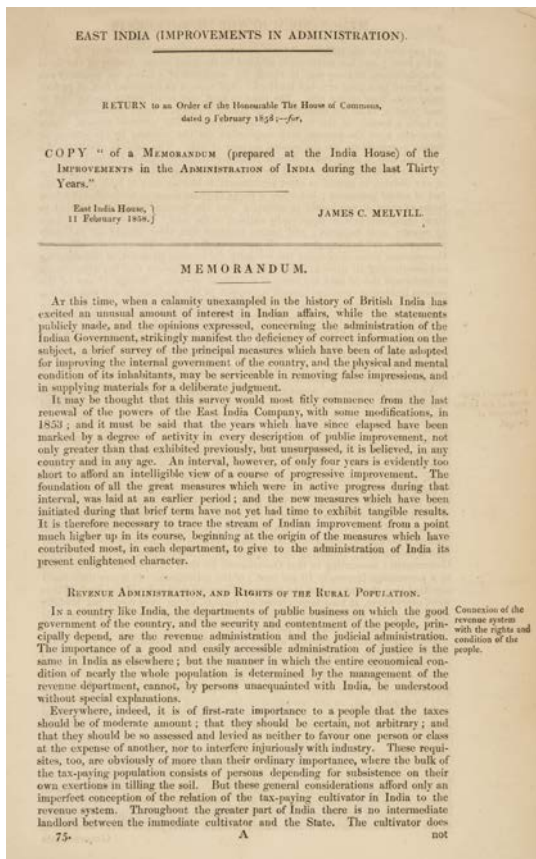 EAST INDIA (IMPROVEMENTS IN ADMINISTRATION).
RETURN to an Order of the Honourable The House of Commons,
dated 9 February 1858;—for,
COPY "of a MEMORANDUM (prepared at the India House) of the
IMPROVEMENTS in the ADMINISTRATION of INDIA during the last Thirty
Years."
East India House, }
11 February 1858. }
JAMES C. MELVILL.
MEMORANDUM.
AT this time, when a calamity unexampled in the history of British India has
excited an unusual amount of interest in Indian affairs, while the statements
publicly made, and the opinions expressed, concerning the administration of the
Indian Government, strikingly manifest the deficiency of correct information on the
subject, a brief survey of the principal measures which have been of late adopted
for improving the internal government of the country, and the physical and mental
condition of its inhabitants, may be serviceable in removing false impressions, and
in supplying materials for a deliberate judgment.
It may be thought that this survey would most fitly commence from the last
renewal of the powers of the East India Company, with some modifications, in
1853; and it must be said that the years which have since elapsed have been
marked by a degree of activity in every description of public improvement, not
only greater than that exhibited previously, but unsurpassed, it is believed, in any
country and in any age. An interval, however, of only four years is evidently too
short to afford an intelligible view of a course of progressive improvement. The
foundation of all the great measures which were in active progress during that
interval, was laid at an earlier period; and the new measures which have been
initiated during that brief term have not yet had time to exhibit tangible results.
It is therefore necessary to trace the stream of Indian improvement from a point
much higher up in its course, beginning at the origin of the measures which have
contributed most, in each department, to give to the administration of India its
present enlightened character.
REVENUE ADMINISTRATION, AND RIGHTS OF THE RURAL POPULATION.
IN a country like India, the departments of public business on which the good
government of the country, and the security and contentment of the people, prin-
cipally depend, are the revenue administration and the judicial administration.
The importance of a good and easily accessible administration of justice is the
same in India as elsewhere; but the manner in which the entire economical con-
dition of nearly the whole population is determined by the management of the
revenue department, cannot, by persons unacquainted with India, be understood
without special explanations.
Connexion of the
revenue system
with the rights and
condition of the
people.
Everywhere, indeed, it is of first-rate importance to a people that the taxes
should be of moderate amount; that they should be certain, not arbitrary; and
that they should be so assessed and levied as neither to favour one person or class
at the expense of another, nor to interfere injuriously with industry. These requi-
sites, too, are obviously of more than their ordinary importance, where the bulk of
the tax-paying population consists of persons depending for subsistence on their
own exertions in tilling the soil. But these general considerations afford only an
imperfect conception of the relation of the tax-paying cultivator in India to the
revenue system. Throughout the greater part of India there is no intermediate
landlord between the immediate cultivator and the State. The cultivator does
75.
A
not